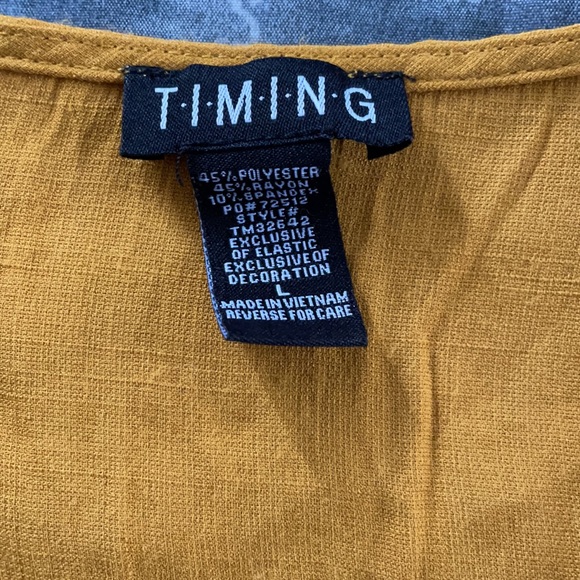 T·I·M·I·N·G
45% POLYESTER
45% RAYON
10% SPANDEX
PO# 72512
STYLE#
TM32642
EXCLUSIVE
OF ELASTIC
EXCLUSIVE OF
DECORATION
L
MADE IN VIETNAM
REVERSE FOR CARE